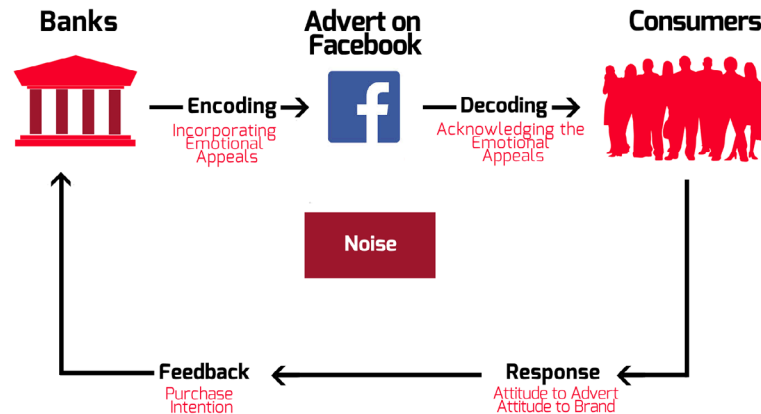 Banks
Advert on
Facebook
Consumers
Encoding
Incorporating
Emotional
Appeals
f
Decoding
Acknowledging the
Emotional
Appeals
Noise
Feedback
Purchase
Intention
Response
Attitude to Advert
Attitude to Brand